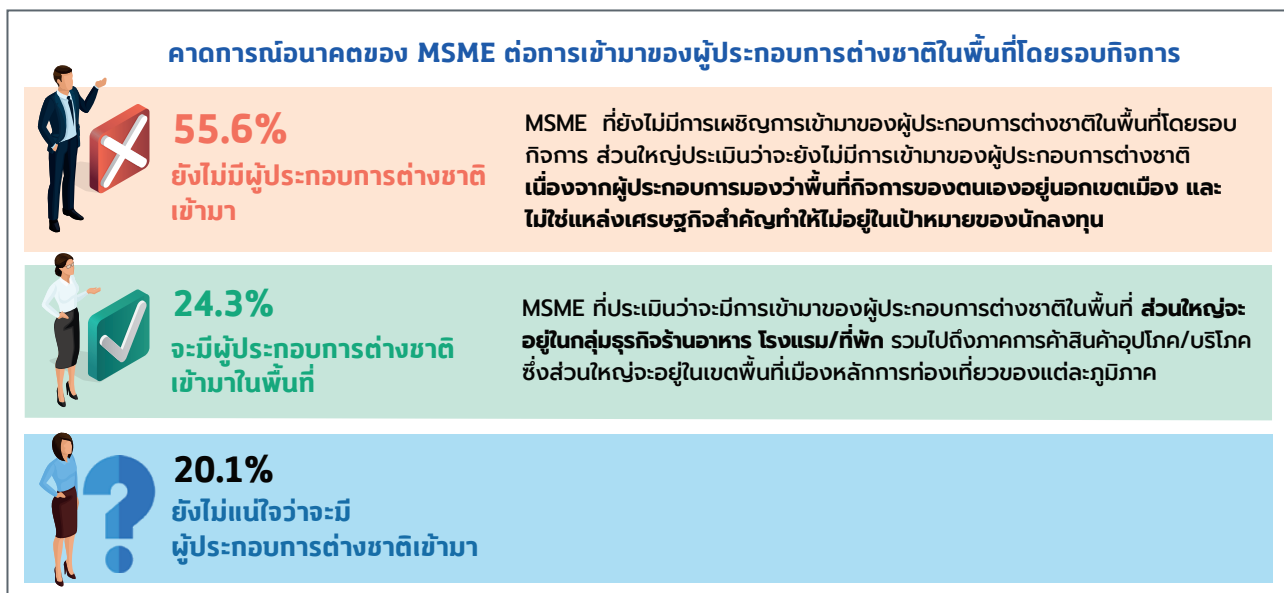 คาดการณ์อนาคตของ MSME ต่อการเข้ามาของผู้ประกอบการต่างชาติในพื้นที่โดยรอบกิจการ
55.6%
ยังไม่มีผู้ประกอบการต่างชาติ
เข้ามา
MSME ที่ยังไม่มีการเผชิญการเข้ามาของผู้ประกอบการต่างชาติในพื้นที่โดยรอบ
กิจการ ส่วนใหญ่ประเมินว่าจะยังไม่มีการเข้ามาของผู้ประกอบการต่างชาติ
เนื่องจากผู้ประกอบการมองว่าพื้นที่กิจการของตนเองอยู่นอกเขตเมือง และ
ไม่ใช่แหล่งเศรษฐกิจสำคัญทำให้ไม่อยู่ในเป้าหมายของนักลงทุน
24.3%
จะมีผู้ประกอบการต่างชาติ
เข้ามาในพื้นที่
MSME ที่ประเมินว่าจะมีการเข้ามาของผู้ประกอบการต่างชาติในพื้นที่ ส่วนใหญ่จะ
อยู่ในกลุ่มธุรกิจร้านอาหาร โรงแรม/ที่พัก รวมไปถึงภาคการค้าสินค้าอุปโภค/บริโภค
ซึ่งส่วนใหญ่จะอยู่ในเขตพื้นที่เมืองหลักการท่องเที่ยวของแต่ละภูมิภาค
20.1%
ยังไม่แน่ใจว่าจะมี
ผู้ประกอบการต่างชาติเข้ามา